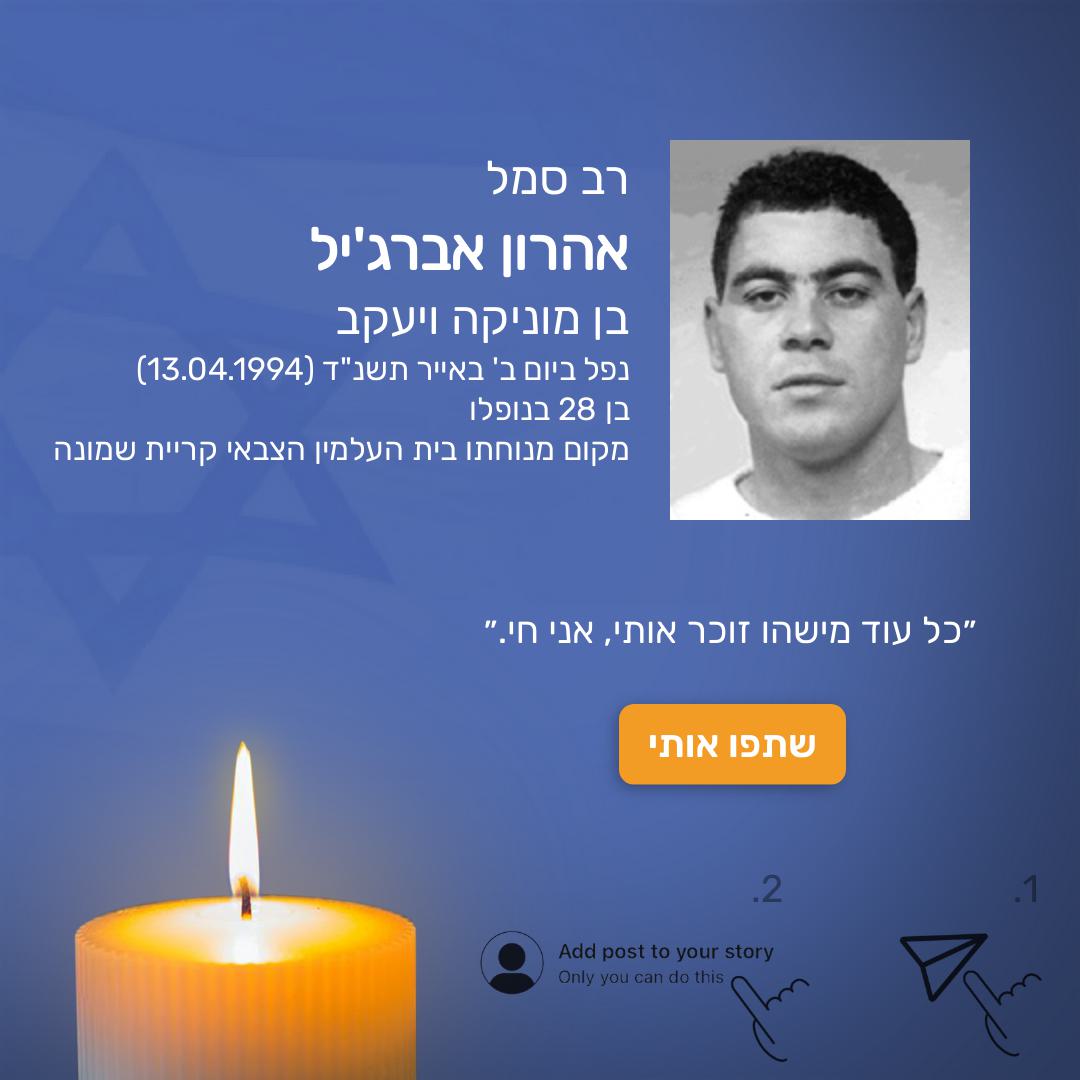 רב סמל
אהרון אברג'יל
בן מוניקה ויעקב
נפל ביום ב' באייר תשנ"ד (13.04.1994)
בן 28 בנופלו
מקום מנוחתו בית העלמין הצבאי קריית שמונה
״כל עוד מישהו זוכר אותי, אני חי.״
שתפו אותי
1.
2.
Add post to your story
Only you can do this